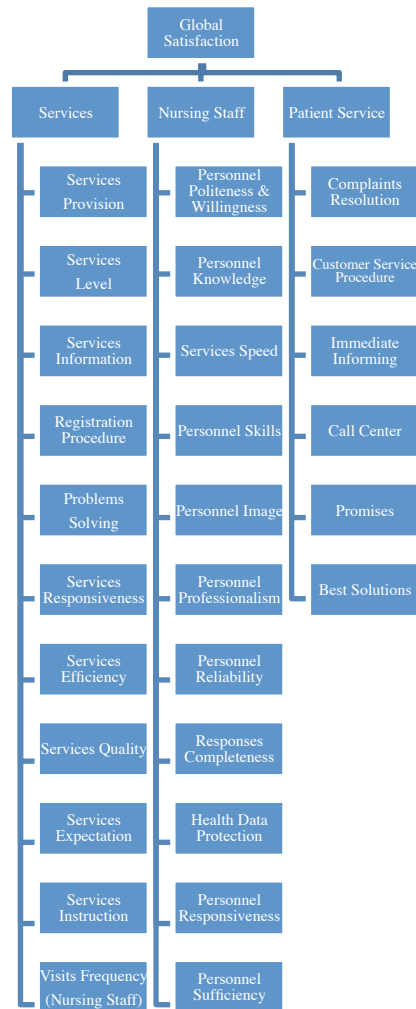 Global
Satisfaction
Services
Nursing Staff
Patient Service
Services
Provision
Services
Level
Services
Information
Registration
Procedure
Problems
Solving
Services
Responsiveness
Services
Efficiency
Services Quality
Services
Expectation
Services
Instruction
Visits Frequency
(Nursing Staff)
Personnel
Politeness &
Willingness
Personnel
Knowledge
Services Speed
Personnel Skills
Personnel Image
Personnel
Professionalism
Personnel
Reliability
Responses
Completeness
Health Data
Protection
Personnel
Responsiveness
Personnel
Sufficiency
Complaints
Resolution
Customer Service
Procedure
Immediate
Informing
Call Center
Promises
Best Solutions